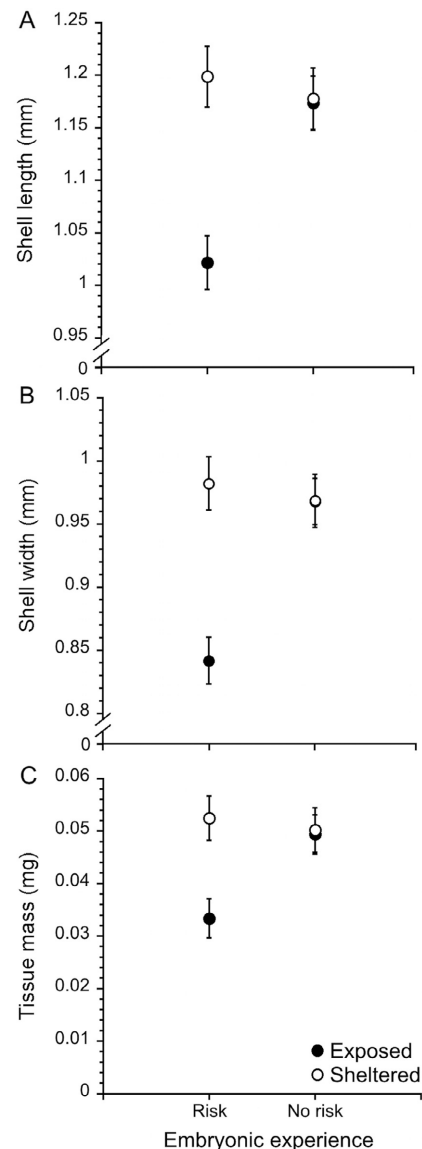 A
1.25
1.2
1.15
1.1
1.05
1
0.95
0
Shell length (mm)
B
1.05
1
0.95
0.9
0.85
0.8
0
Shell width (mm)
C
0.06
0.05
0.04
0.03
0.02
0.01
0
Tissue mass (mg)
Exposed
Sheltered
Risk No risk
Embryonic experience